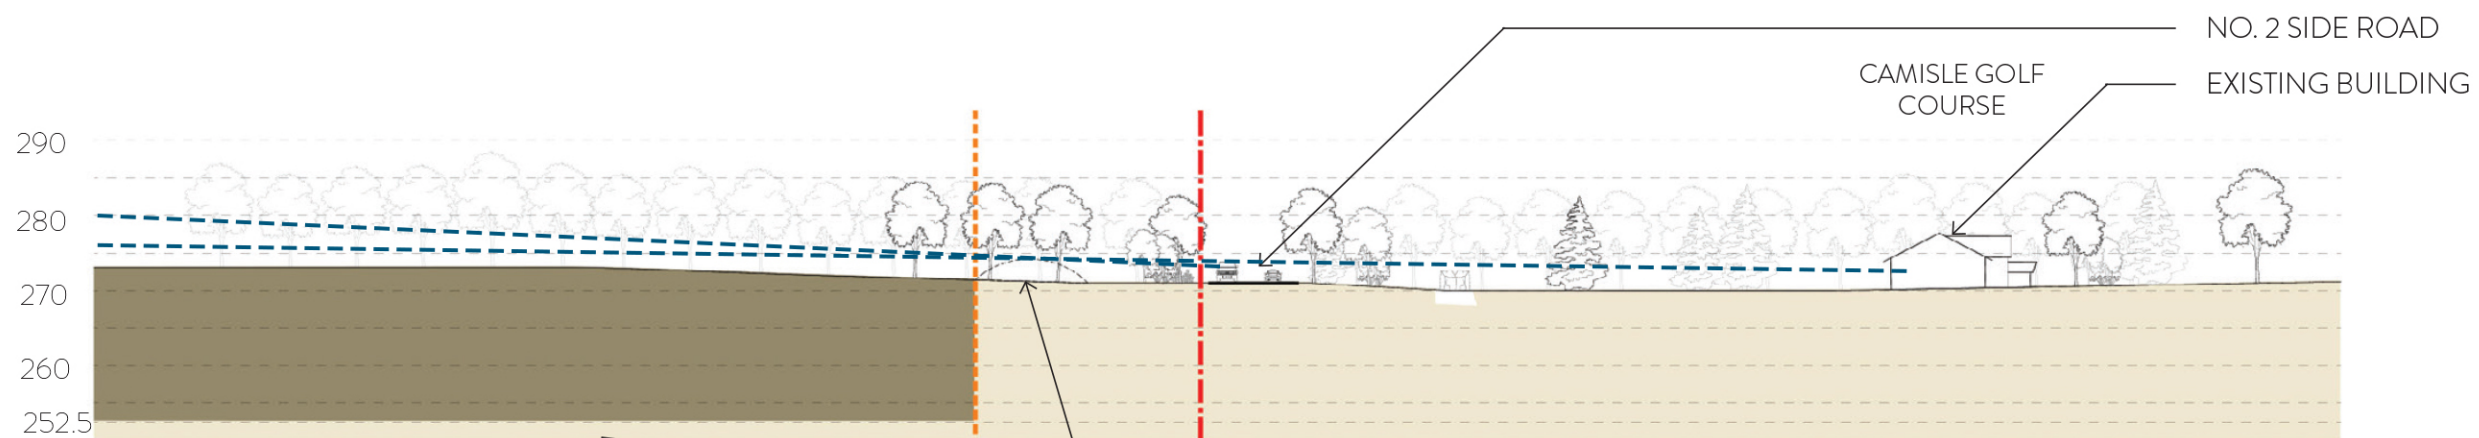 NO. 2 SIDE ROAD
CAMISLE GOLF
COURSE
EXISTING BUILDING
290
280
270
260
252.5